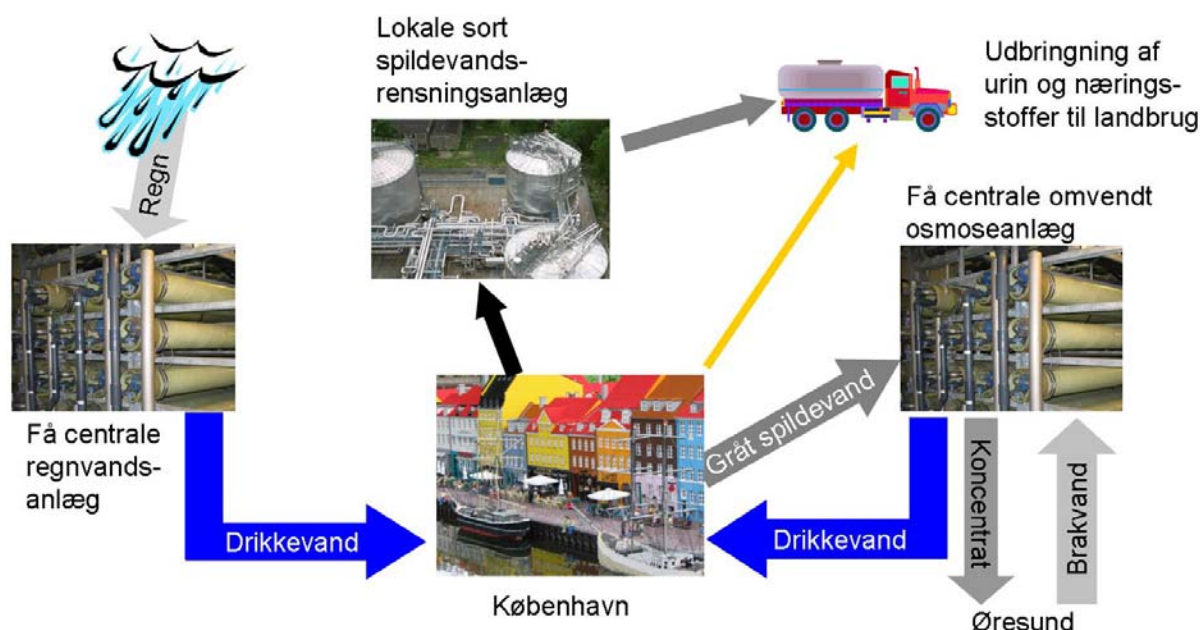 Lokale sort
spildevands-
rensningsanlæg
Udbringning af
urin og nærings-
stoffer til landbrug
Regn
Få centrale omvendt
osmoseanlæg
Få centrale
regnvands-
anlæg
Gråt spildevand
Drikkevand
Drikkevand
Koncentrat
Brakvand
København
Øresund